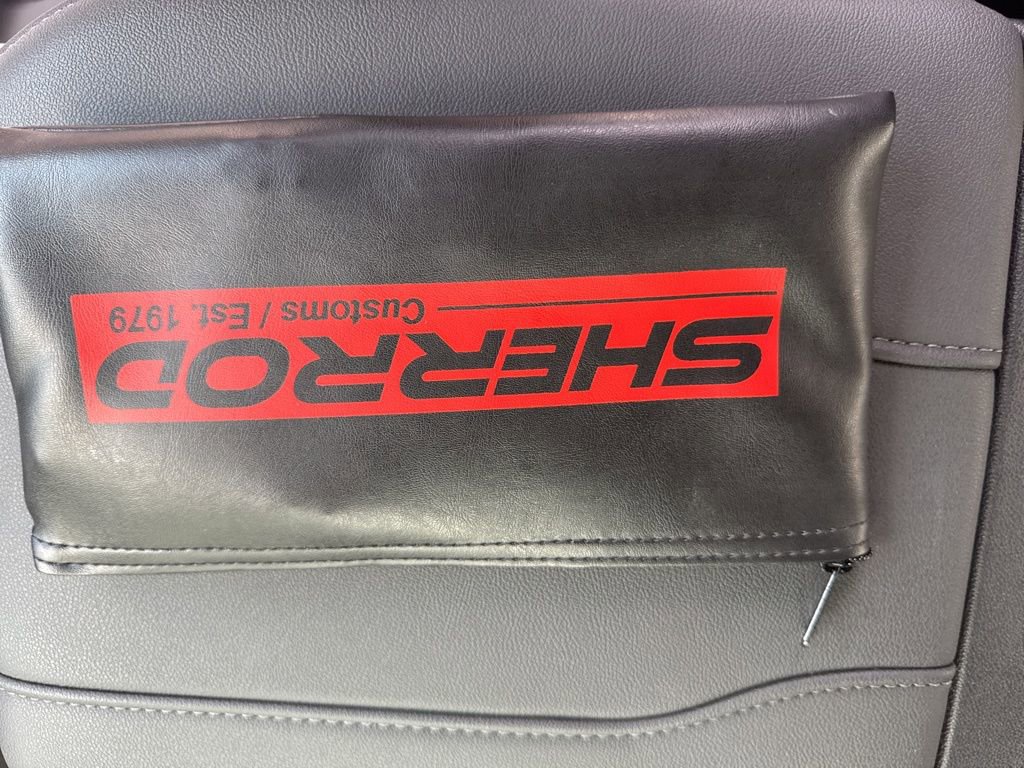 SHERROD
Customs / Est. 1979